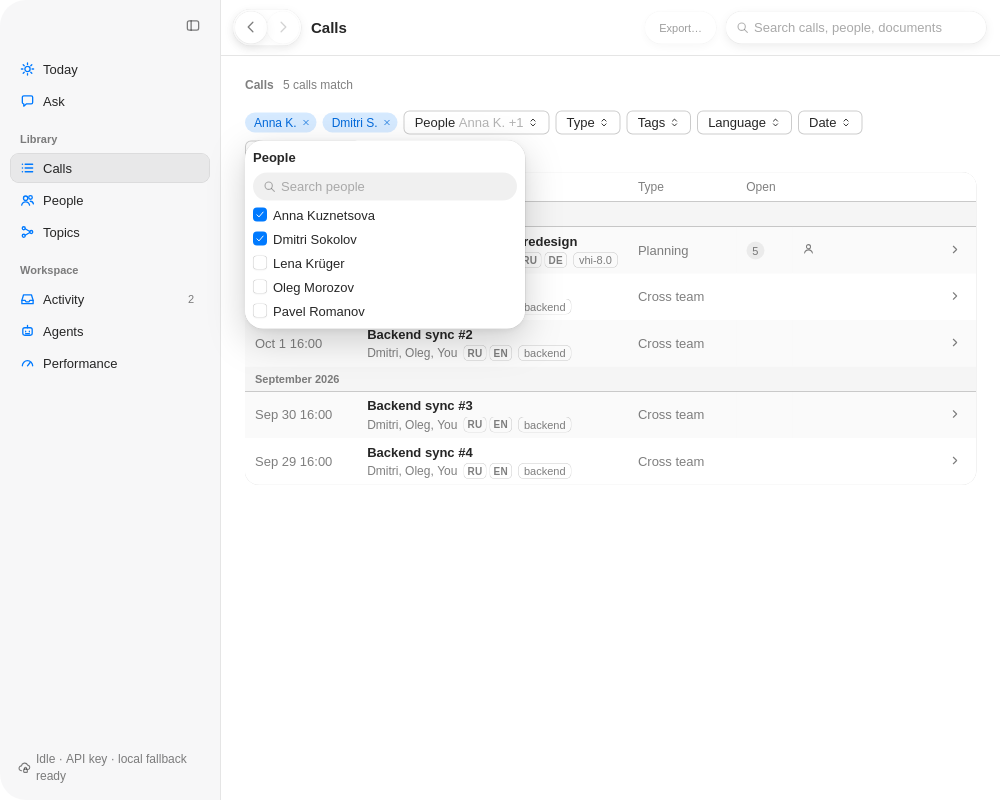 Calls
Export…
Search calls, people, documents
Today
Ask
Library
Calls
People
Topics
Workspace
Activity 2
Agents
Performance
Idle · API key · local fallback
ready
Calls 5 calls match
Anna K. × Dmitri S. × People Anna K. +1 Type Tags Language Date
People
Search people
Anna Kuznetsova
Dmitri Sokolov
Lena Krüger
Oleg Morozov
Pavel Romanov
Type Open
redesign
RU DE vhi-8.0
Planning 5
backend
Cross team
Oct 1 16:00 Backend sync #2 Cross team
Dmitri, Oleg, You RU EN backend
September 2026
Sep 30 16:00 Backend sync #3 Cross team
Dmitri, Oleg, You RU EN backend
Sep 29 16:00 Backend sync #4 Cross team
Dmitri, Oleg, You RU EN backend